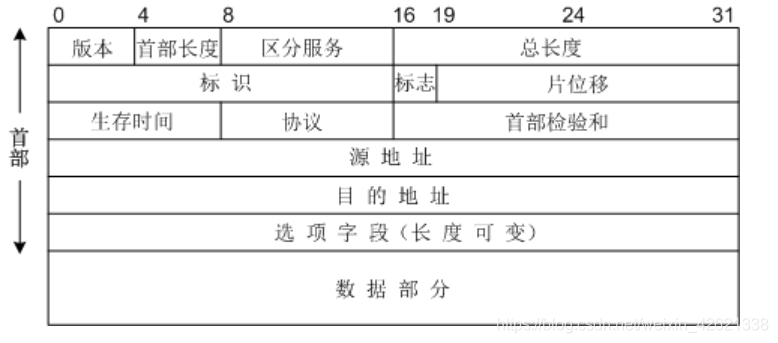 0 4 8 16 19 24 31
版本 首部长度 区分服务 总长度
标识 标志 片位移
生存时间 协议 首部检验和
首部
源地址
目的地址
选项字段(长度可变)
数据部分
https://blog.csdn.net/weixin_42621338